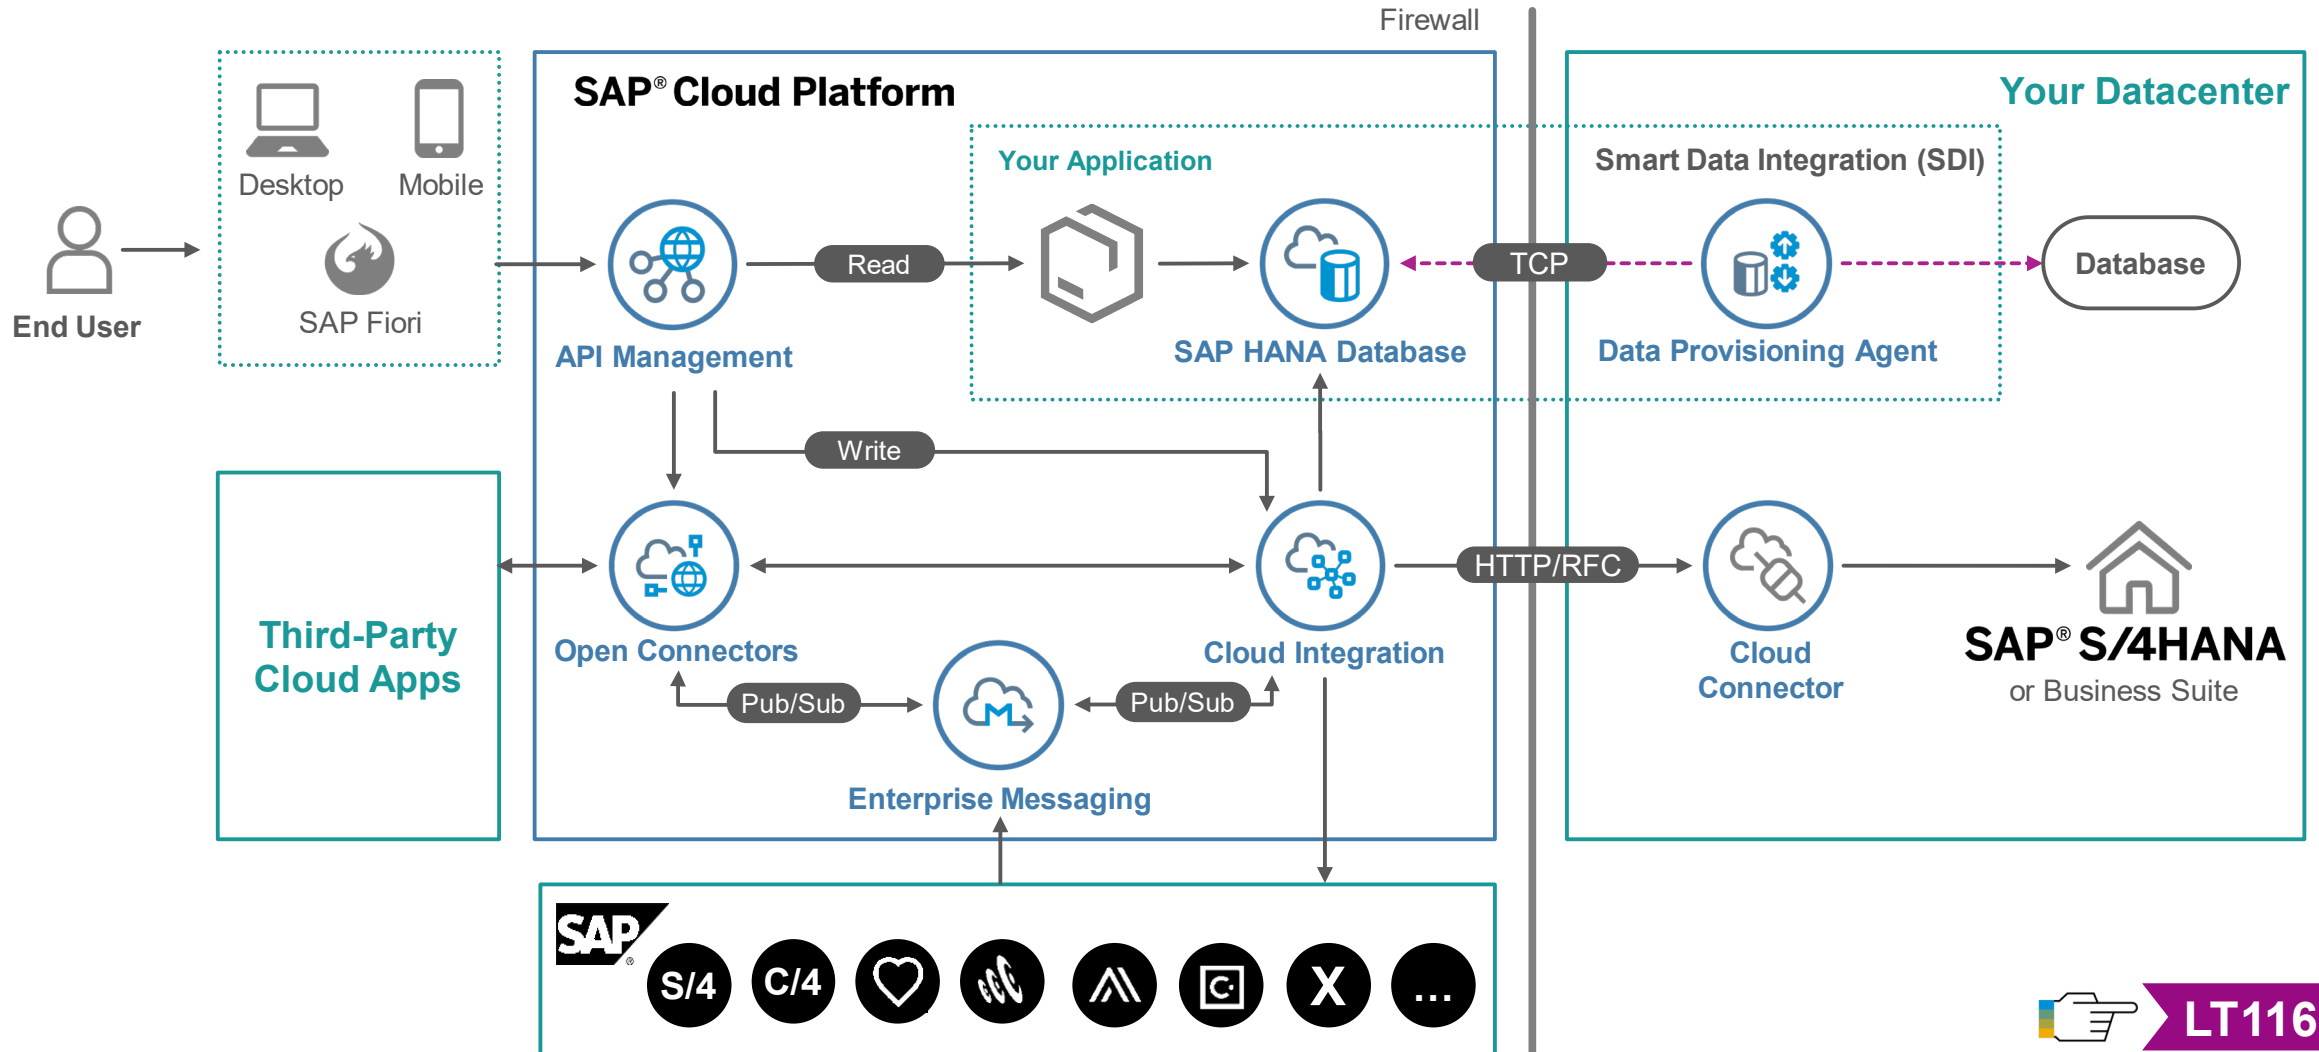 Firewall
SAP® Cloud Platform
Your Datacenter
Desktop
Mobile
SAP Fiori
End User
Your Application
Smart Data Integration (SDI)
Read
TCP
Database
API Management
SAP HANA Database
Data Provisioning Agent
Write
HTTP/RFC
Third-Party
Cloud Apps
Open Connectors
Cloud Integration
Cloud
Connector
SAP® S/4HANA
or Business Suite
Pub/Sub
Pub/Sub
Enterprise Messaging
SAP®
S/4
C/4
C
X
...
LT116